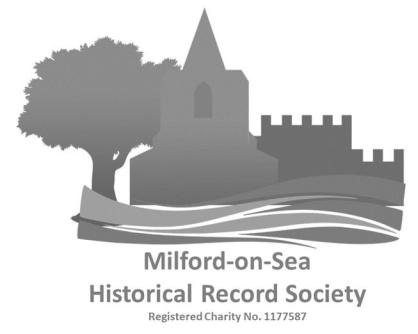 Milford-on-Sea
Historical Record Society
Registered Charity No. 1177587